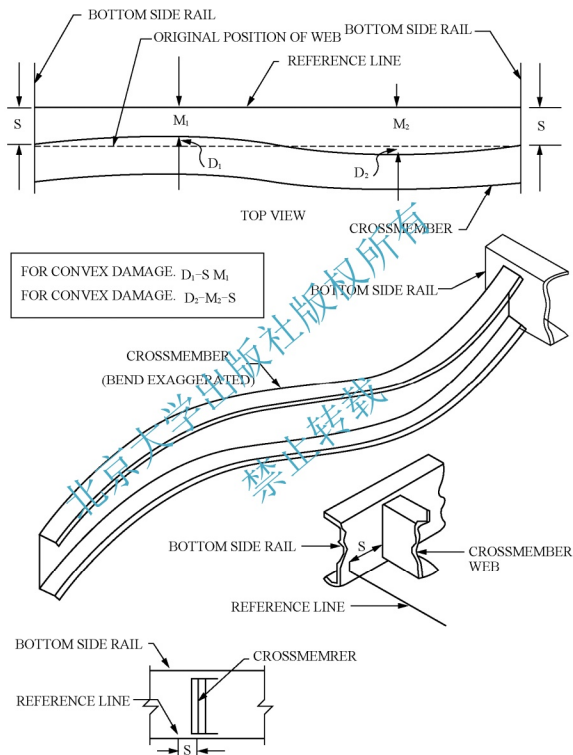 BOTTOM SIDE RAIL
ORIGINAL POSITION OF WEB
BOTTOM SIDE RAIL
REFERENCE LINE
S
M₁
M₂
S
D₁
D₂
TOP VIEW
CROSSMEMBER
FOR CONVEX DAMAGE. D₁-S M₁
FOR CONVEX DAMAGE. D₂-M₂-S
BOTTOM SIDE RAIL
CROSSMEMBER
(BEND EXAGGERATED)
北京大学出版社版权所有
禁止转载
BOTTOM SIDE RAIL
S
CROSSMEMBER
WEB
REFERENCE LINE
BOTTOM SIDE RAIL
CROSSMEMRER
REFERENCE LINE
S